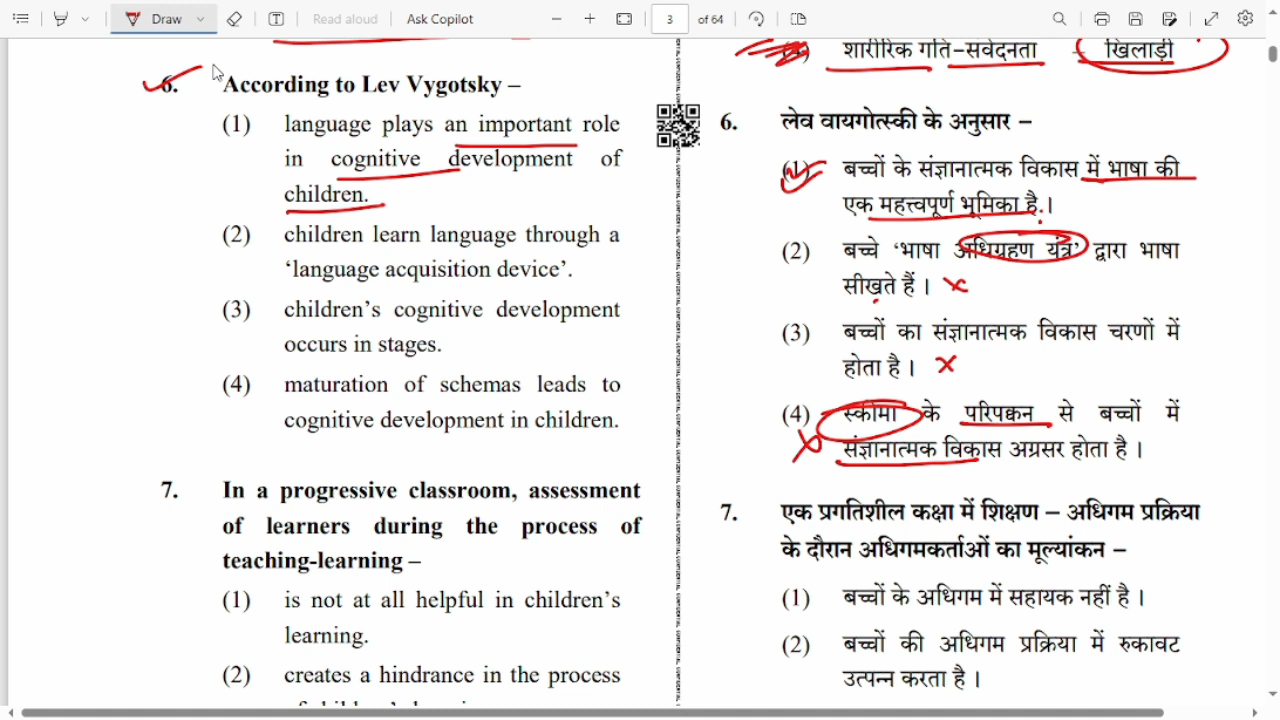 Draw
Read aloud
Ask Copilot
3
of 64
6.
According to Lev Vygotsky –
(1) language plays an important role
in cognitive development of
children.
(2) children learn language through a
‘language acquisition device’.
(3) children’s cognitive development
occurs in stages.
(4) maturation of schemas leads to
cognitive development in children.
7. In a progressive classroom, assessment
of learners during the process of
teaching-learning –
(1) is not at all helpful in children’s
learning.
(2) creates a hindrance in the process
शारीरिक गति-संवेदनता – खिलाड़ी
6. लेव वायगोत्स्की के अनुसार –
(1) बच्चों के संज्ञानात्मक विकास में भाषा की
एक महत्त्वपूर्ण भूमिका है ।
(2) बच्चे ‘भाषा अधिग्रहण यंत्र’ द्वारा भाषा
सीखते हैं ।
(3) बच्चों का संज्ञानात्मक विकास चरणों में
होता है ।
(4) स्कीमा के परिपक्वन से बच्चों में
संज्ञानात्मक विकास अग्रसर होता है ।
7. एक प्रगतिशील कक्षा में शिक्षण – अधिगम प्रक्रिया
के दौरान अधिगमकर्ताओं का मूल्यांकन –
(1) बच्चों के अधिगम में सहायक नहीं है ।
(2) बच्चों की अधिगम प्रक्रिया में रुकावट
उत्पन्न करता है ।